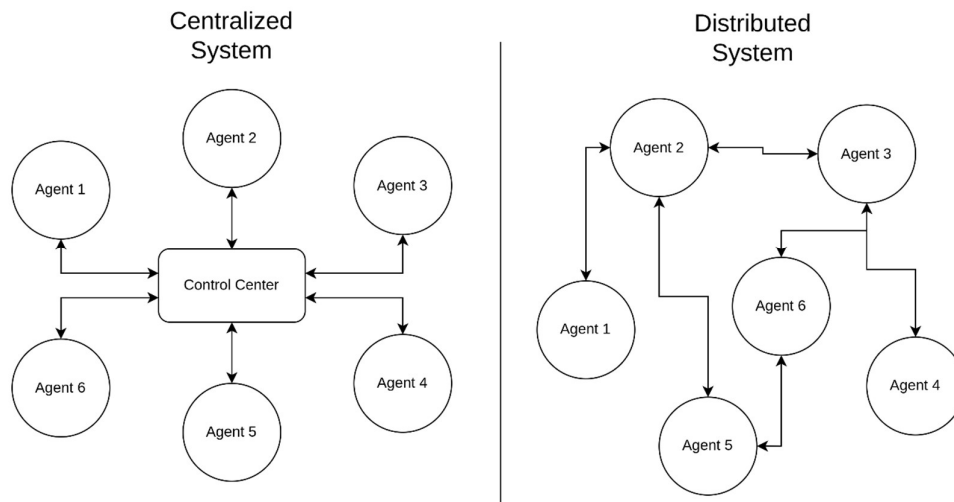 Centralized
System
Agent 1
Agent 2
Agent 3
Control Center
Agent 6
Agent 5
Agent 4
Distributed
System
Agent 2
Agent 3
Agent 1
Agent 6
Agent 4
Agent 5